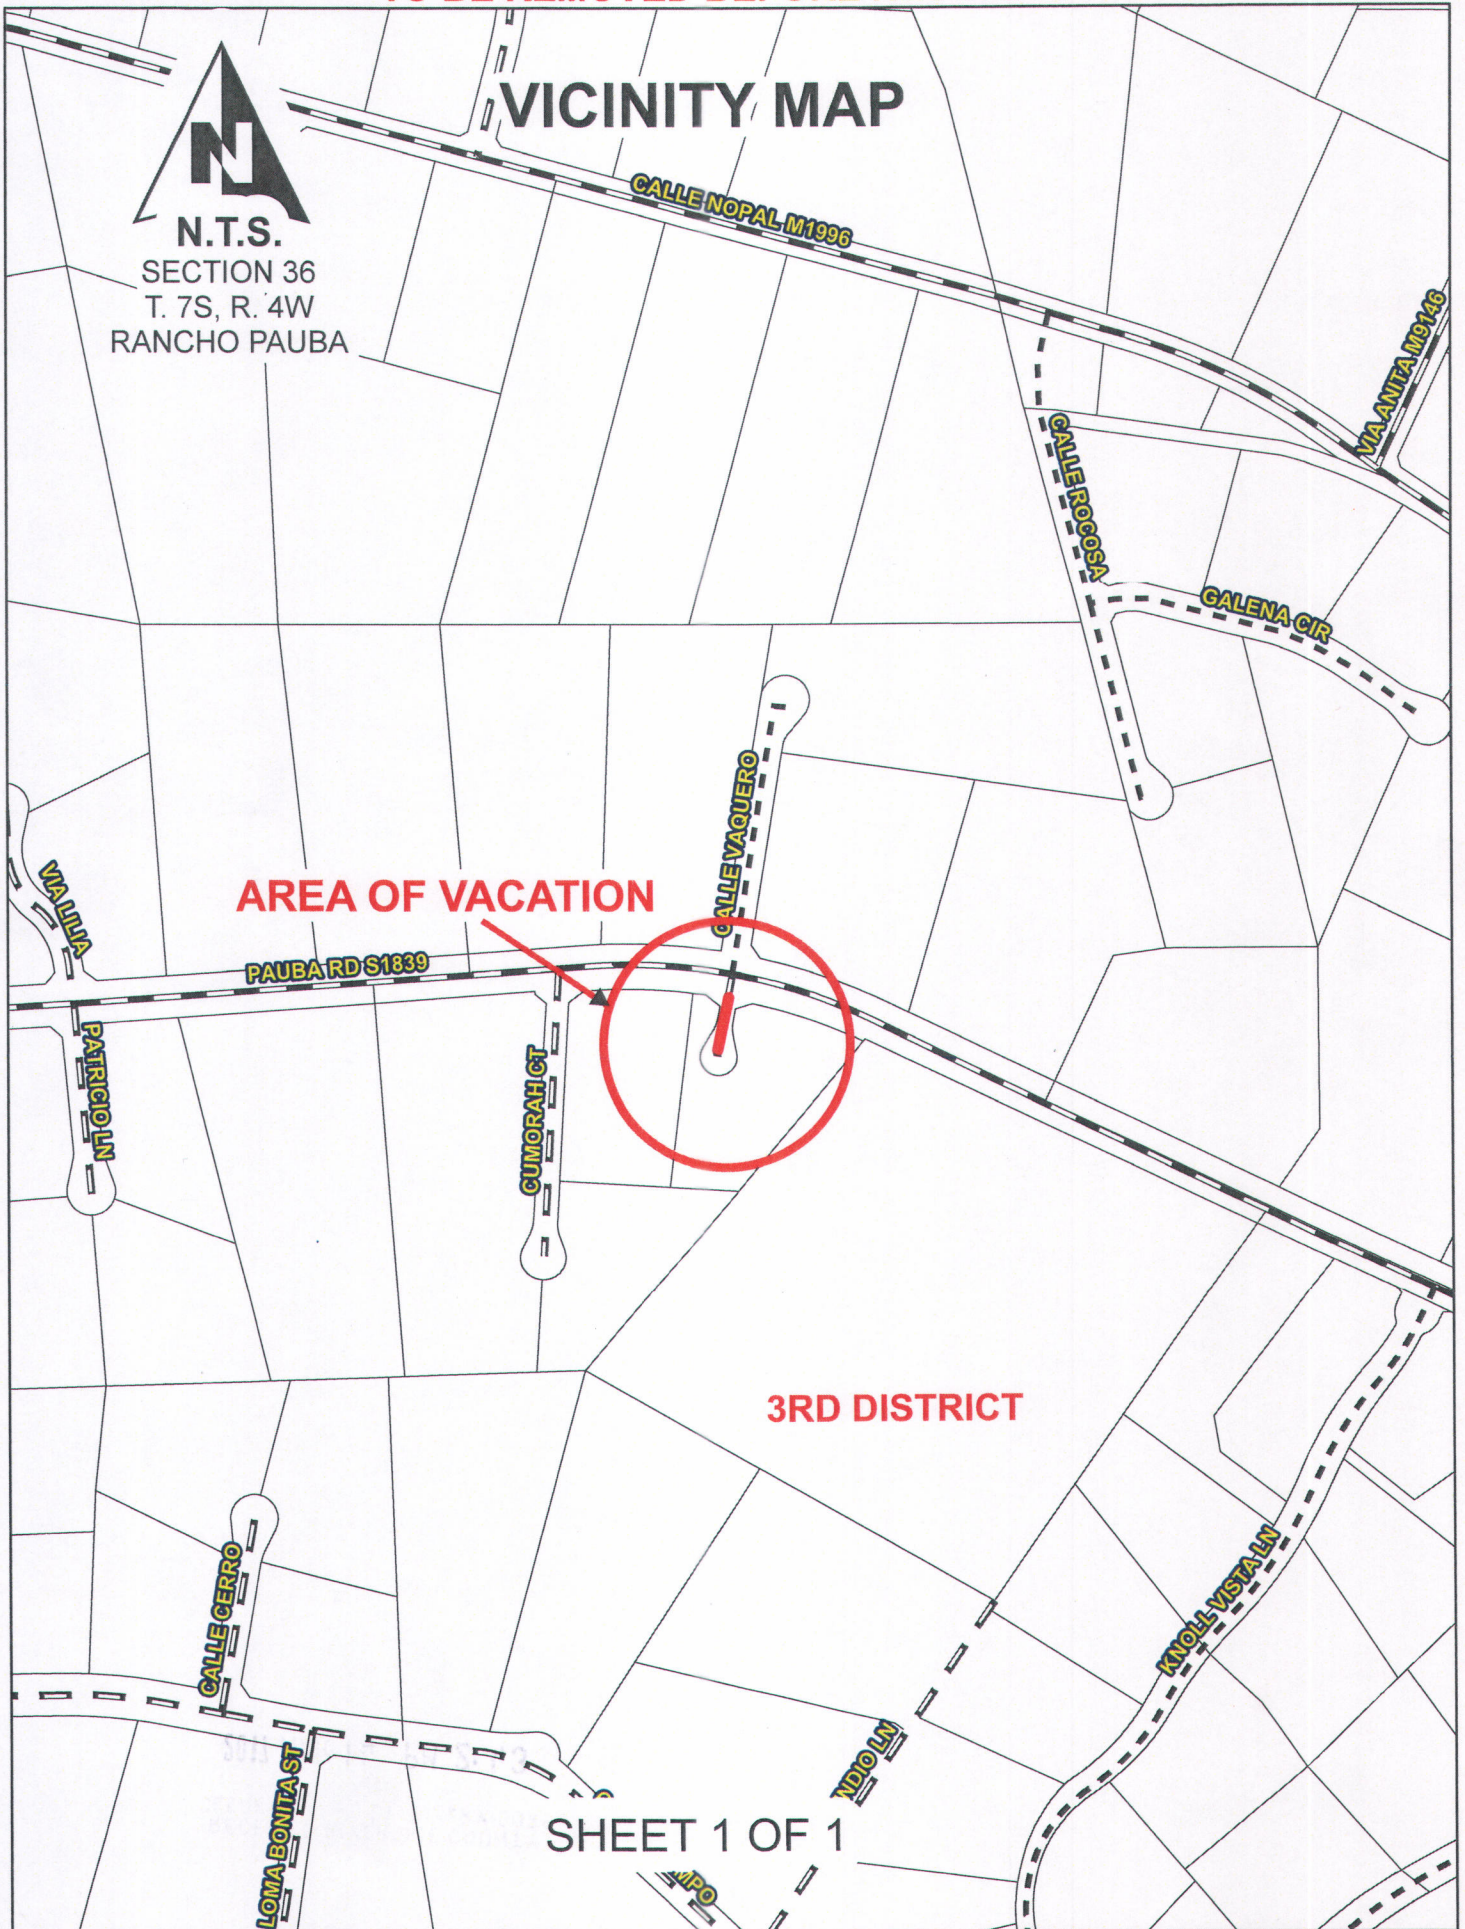 VICINITY MAP
N
N.T.S.
SECTION 36
T. 7S, R. 4W
RANCHO PAUBA
CALLE NOPAL M1996
VIA ANITA M9146
CALLE ROCOSA
GALENA CIR
CALLE VAQUERO
VIA LILIA
AREA OF VACATION
PAUBA RD S1839
PATRICIO LN
CUMORAH CT
3RD DISTRICT
CALLE CERRO
KNOLL VISTA LN
LOMA BONITA ST
SHEET 1 OF 1